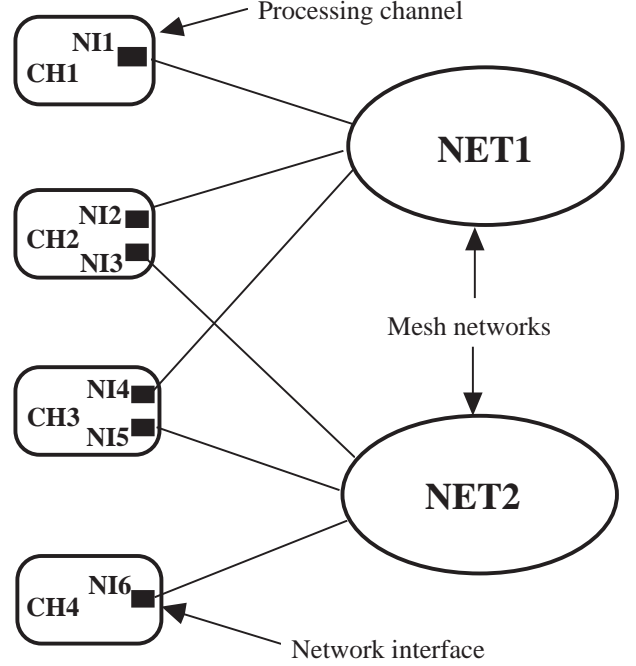 Processing channel
NI1
CH1
NET1
NI2
CH2
NI3
Mesh networks
NI4
CH3
NI5
NET2
NI6
CH4
Network interface